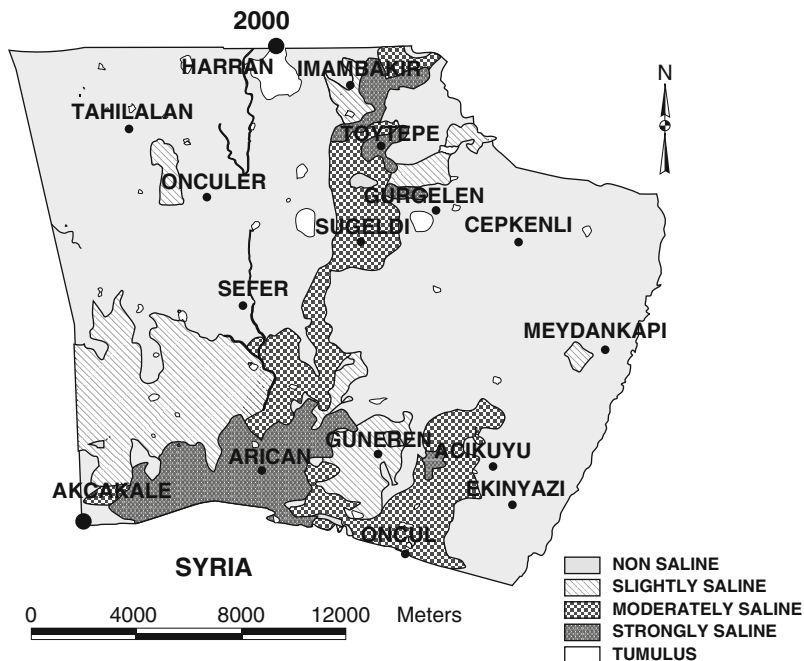 2000
HARRAN
IMAMBAKIR
N
TAHILALAN
TOYTEPE
ONCULER
GURGELEN
SUGELDI
CEPKENLI
SEFER
MEYDANKAPI
GUNEREN
ACIKUYU
ARICAN
AKCAKALE
EKINYAZI
ONCUL
SYRIA
NON SALINE
SLIGHTLY SALINE
MODERATELY SALINE
STRONGLY SALINE
TUMULUS
0 4000 8000 12000 Meters